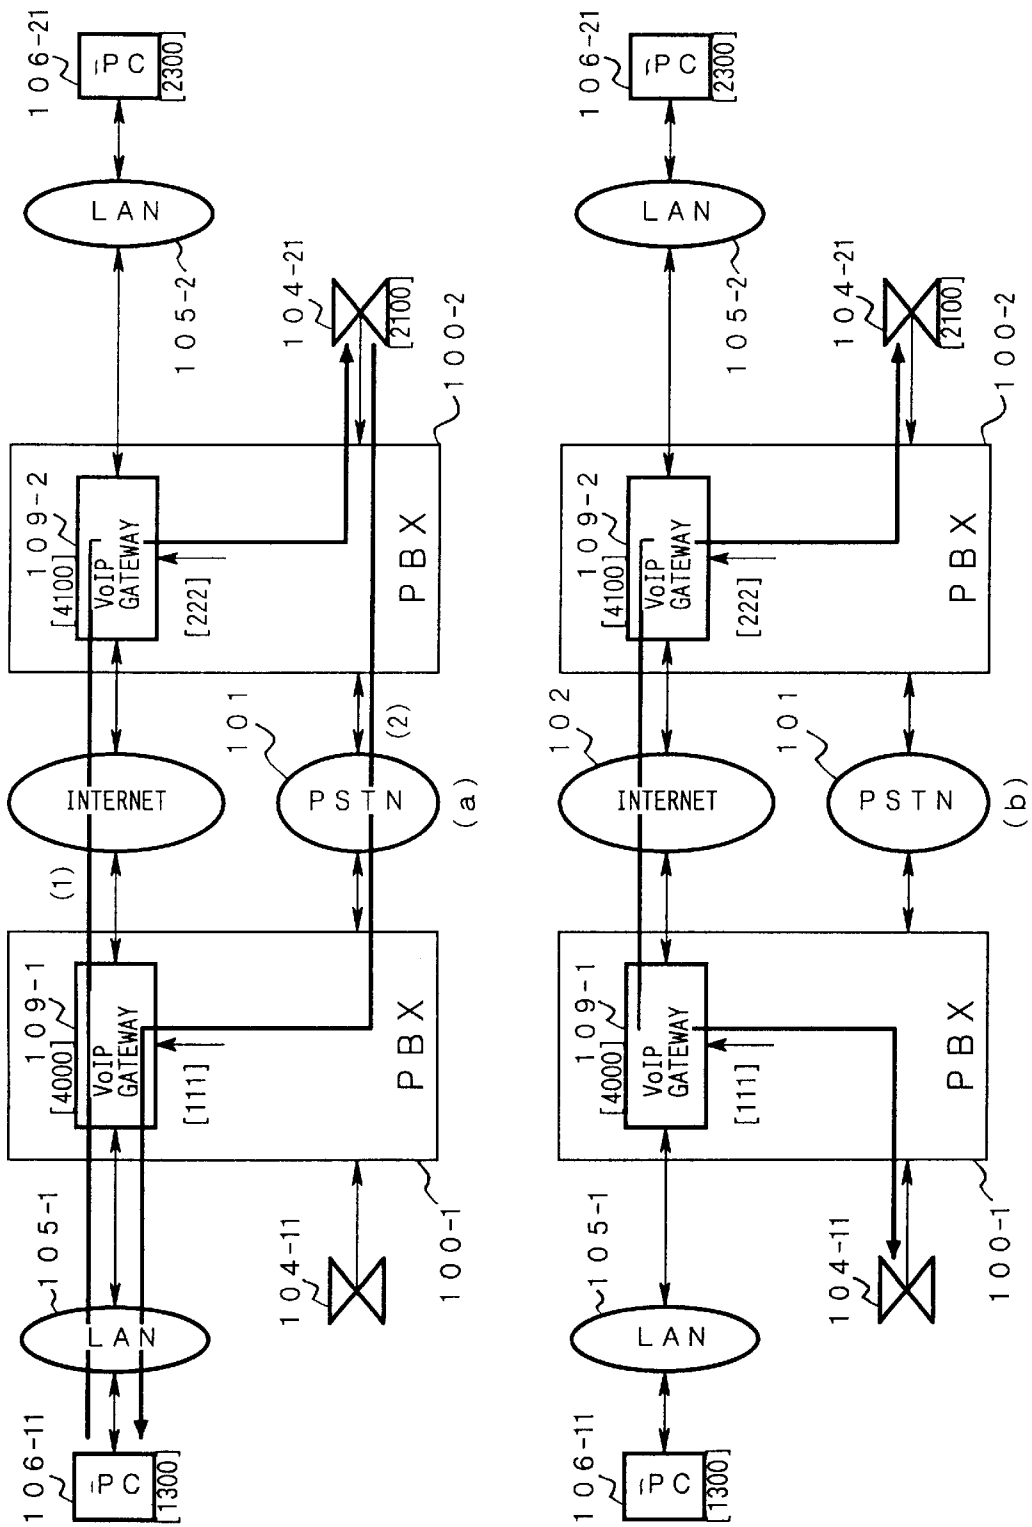 106-11
PC
[1300]
LAN
105-1
104-11
100-1
109-1
[4000]
VoIP
GATEWAY
[111]
PBX
(1)
INTERNET
PSTN
101
(2)
(a)
109-2
[4100]
VoIP
GATEWAY
[222]
PBX
100-2
104-21
[2100]
105-2
LAN
106-21
PC
[2300]
106-11
PC
[1300]
LAN
105-1
104-11
100-1
109-1
[4000]
VoIP
GATEWAY
[111]
PBX
102
INTERNET
PSTN
101
(b)
109-2
[4100]
VoIP
GATEWAY
[222]
PBX
100-2
104-21
[2100]
105-2
LAN
106-21
PC
[2300]